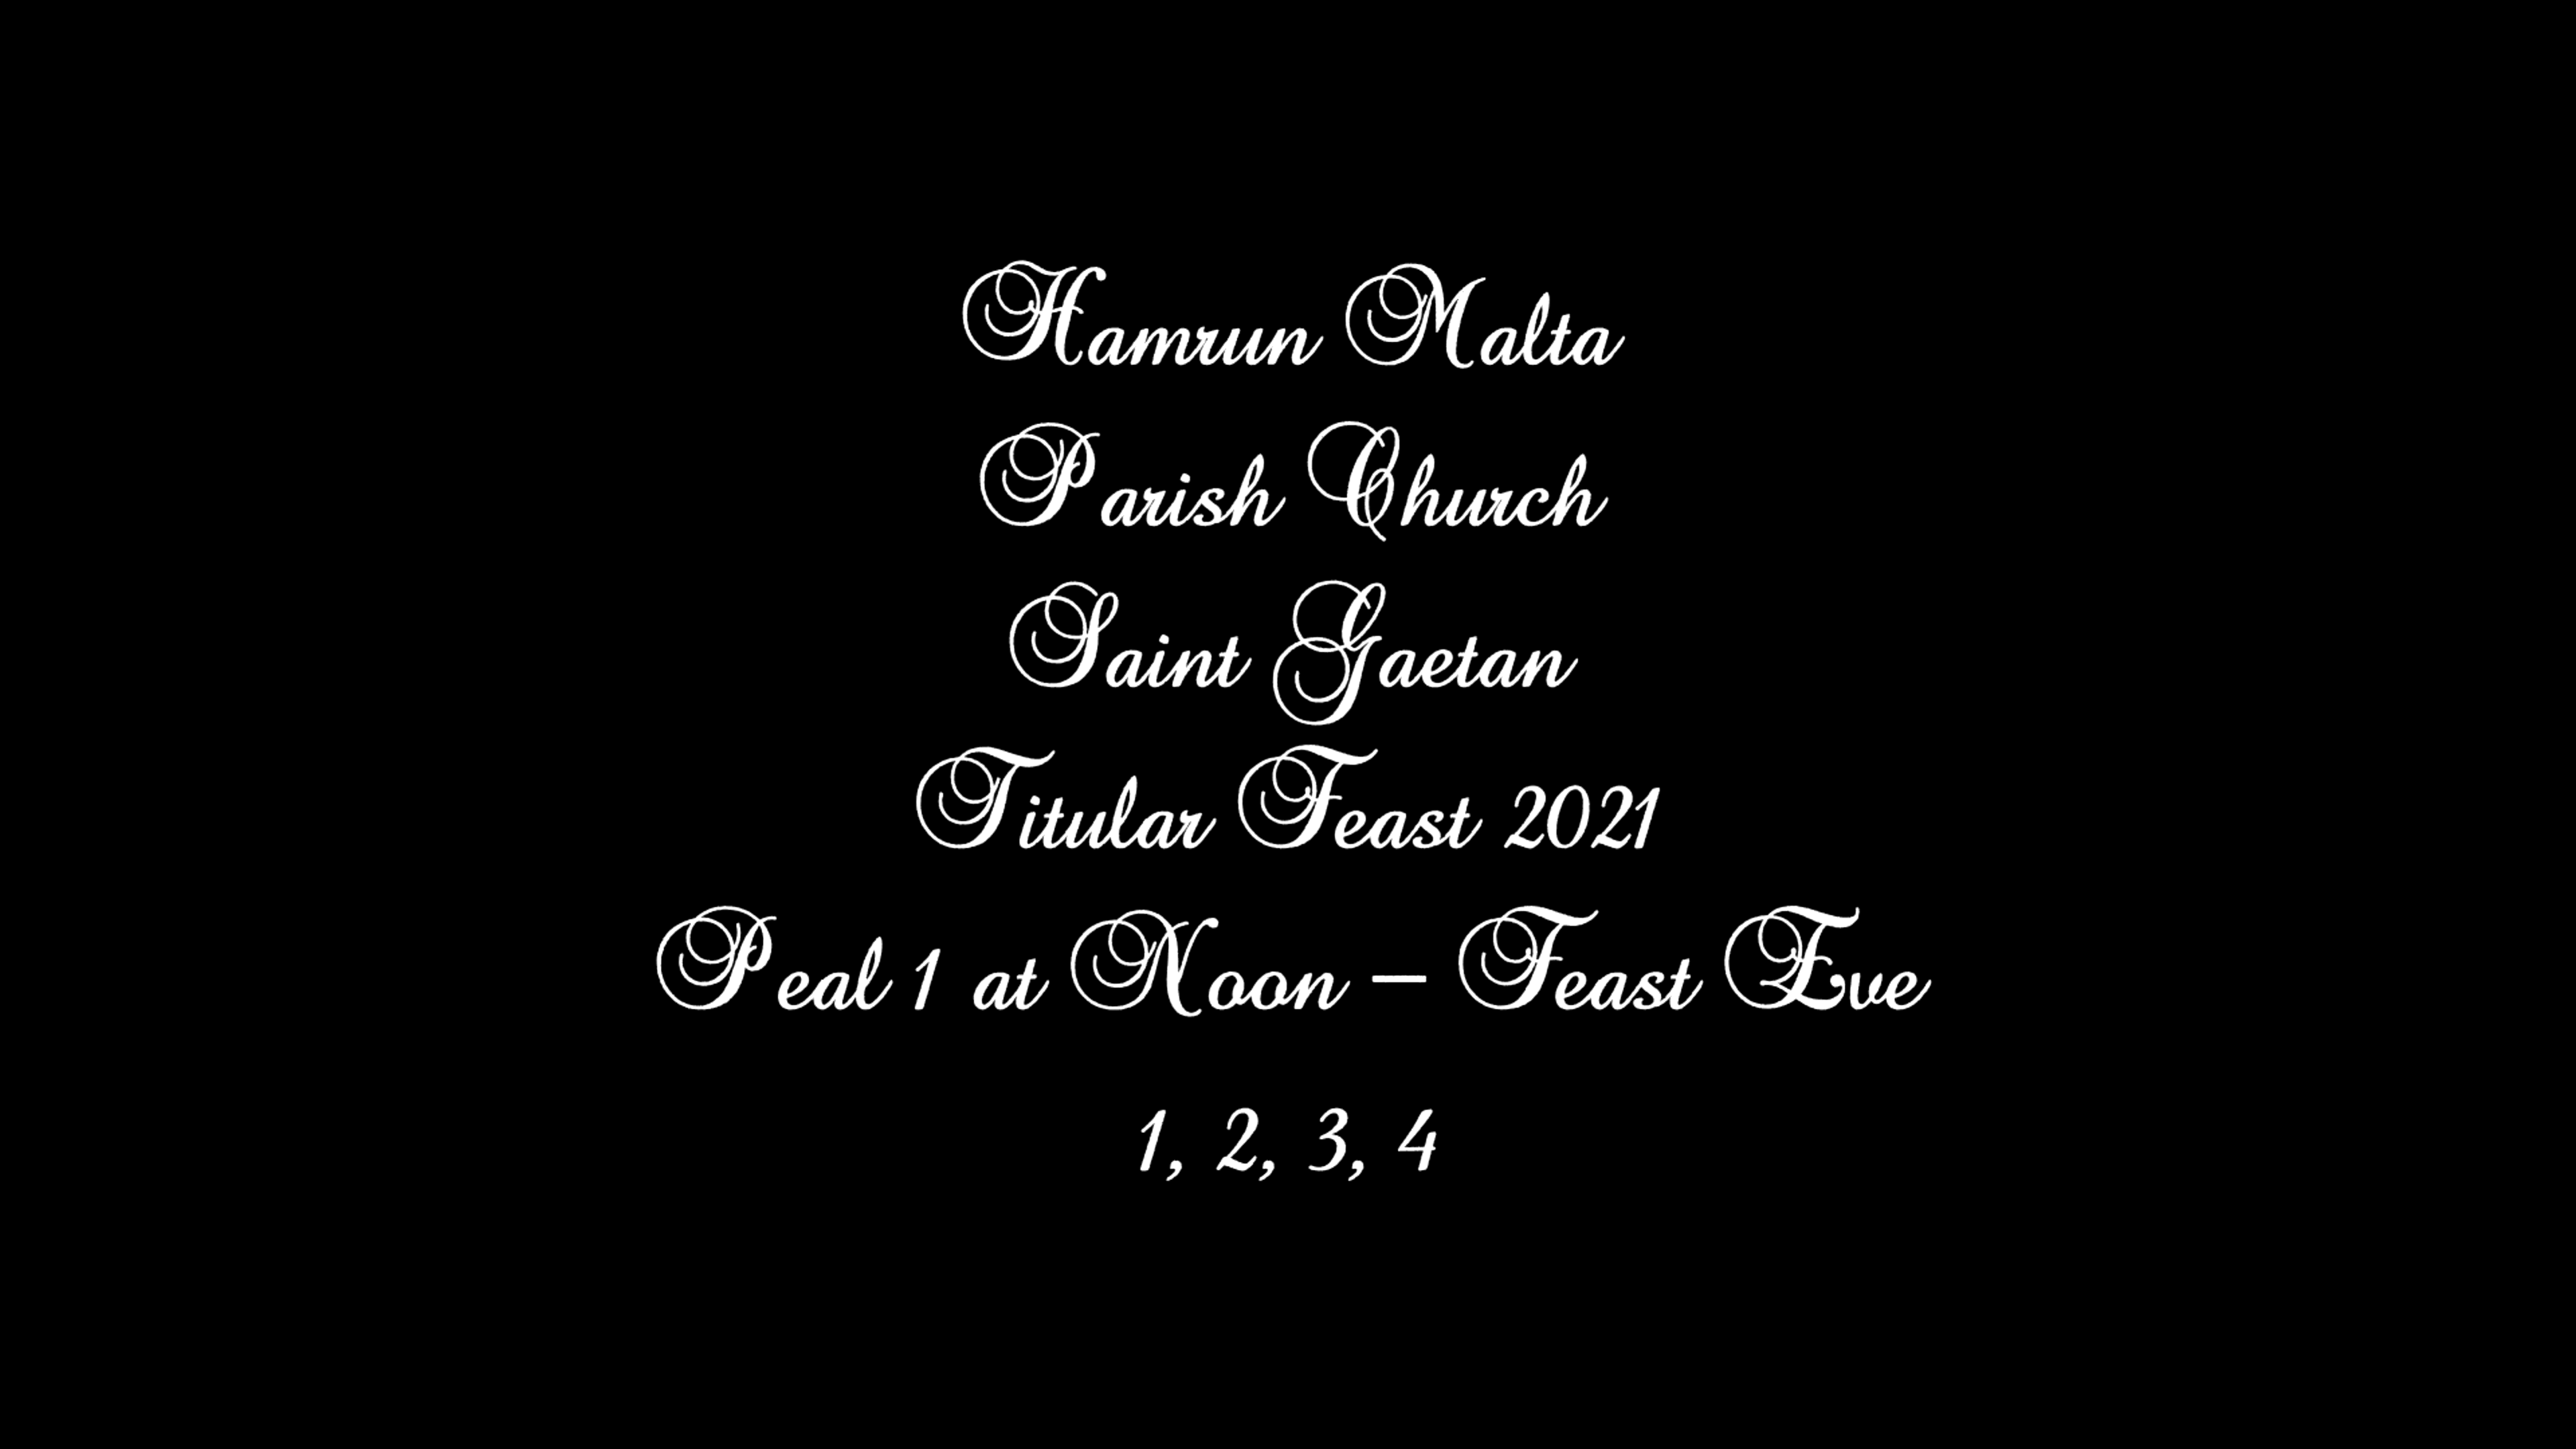 Hamrun Malta
Parish Church
Saint Gaetan
Titular Feast 2021
Peal 1 at Noon – Feast Eve
1, 2, 3, 4